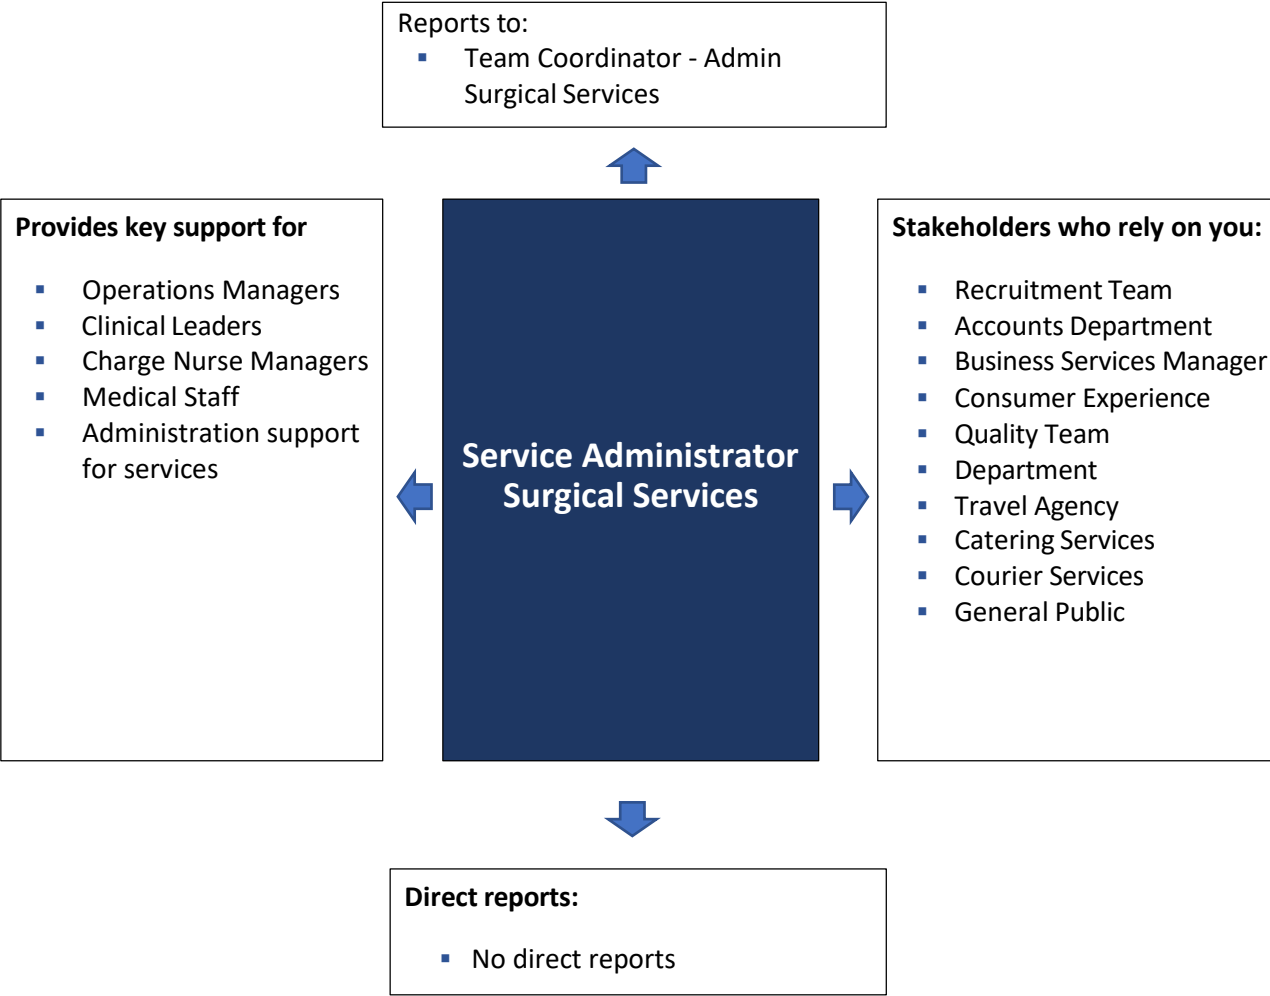 Reports to:
▪ Team Coordinator - Admin
Surgical Services
Provides key support for
▪ Operations Managers
▪ Clinical Leaders
▪ Charge Nurse Managers
▪ Medical Staff
▪ Administration support
for services
Service Administrator
Surgical Services
Stakeholders who rely on you:
▪ Recruitment Team
▪ Accounts Department
▪ Business Services Manager
▪ Consumer Experience
▪ Quality Team
▪ Department
▪ Travel Agency
▪ Catering Services
▪ Courier Services
▪ General Public
Direct reports:
▪ No direct reports